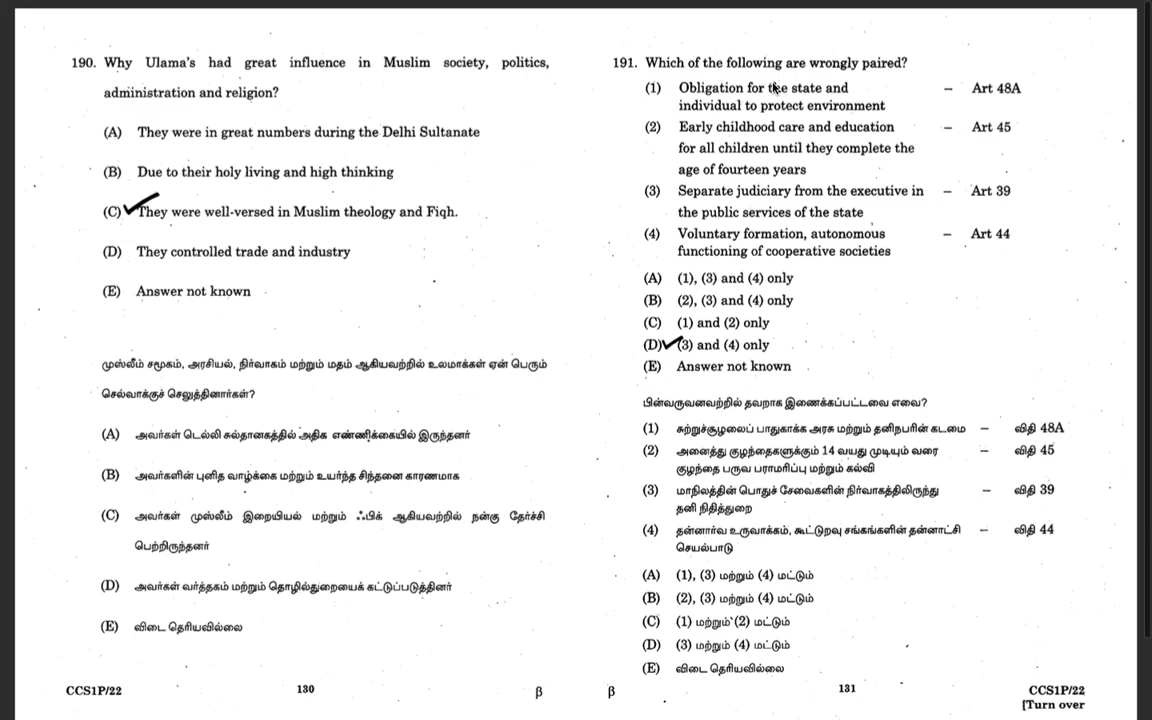 190. Why Ulama's had great influence in Muslim society, politics,
administration and religion?
(A) They were in great numbers during the Delhi Sultanate
(B) Due to their holy living and high thinking
(C) They were well-versed in Muslim theology and Fiqh.
(D) They controlled trade and industry
(E) Answer not known
முஸ்லீம் சமூகம், அரசியல், நிர்வாகம் மற்றும் மதம் ஆகியவற்றில் உலமாக்கள் ஏன் பெரும்
செல்வாக்குச் செலுத்தினார்கள்?
(A) அவர்கள் டெல்லி சுல்தானகத்தில் அதிக எண்ணிக்கையில் இருந்தனர்
(B) அவர்களின் புனித வாழ்க்கை மற்றும் உயர்ந்த சிந்தனை காரணமாக
(C) அவர்கள் முஸ்லீம் இறையியல் மற்றும் ஃபிக் ஆகியவற்றில் நன்கு தேர்ச்சி
பெற்றிருந்தனர்
(D) அவர்கள் வர்த்தகம் மற்றும் தொழில்துறையைக் கட்டுப்படுத்தினர்
(E) விடை தெரியவில்லை
CCS1P/22 130 β
191. Which of the following are wrongly paired?
(1) Obligation for the state and – Art 48A
individual to protect environment
(2) Early childhood care and education – Art 45
for all children until they complete the
age of fourteen years
(3) Separate judiciary from the executive in – Art 39
the public services of the state
(4) Voluntary formation, autonomous – Art 44
functioning of cooperative societies
(A) (1), (3) and (4) only
(B) (2), (3) and (4) only
(C) (1) and (2) only
(D) (3) and (4) only
(E) Answer not known
பின்வருவனவற்றில் தவறாக இணைக்கப்பட்டவை எவை?
(1) சுற்றுச்சூழலைப் பாதுகாக்க அரசு மற்றும் தனிநபரின் கடமை – விதி 48A
(2) அனைத்து குழந்தைகளுக்கும் 14 வயது முடியும் வரை – விதி 45
குழந்தை பருவ பராமரிப்பு மற்றும் கல்வி
(3) மாநிலத்தின் பொதுச் சேவைகளின் நிர்வாகத்திலிருந்து – விதி 39
தனி நிதித்துறை
(4) தன்னார்வ உருவாக்கம், கூட்டுறவு சங்கங்களின் தன்னாட்சி – விதி 44
செயல்பாடு
(A) (1), (3) மற்றும் (4) மட்டும்
(B) (2), (3) மற்றும் (4) மட்டும்
(C) (1) மற்றும் (2) மட்டும்
(D) (3) மற்றும் (4) மட்டும்
(E) விடை தெரியவில்லை
β 131 CCS1P/22
[Turn over